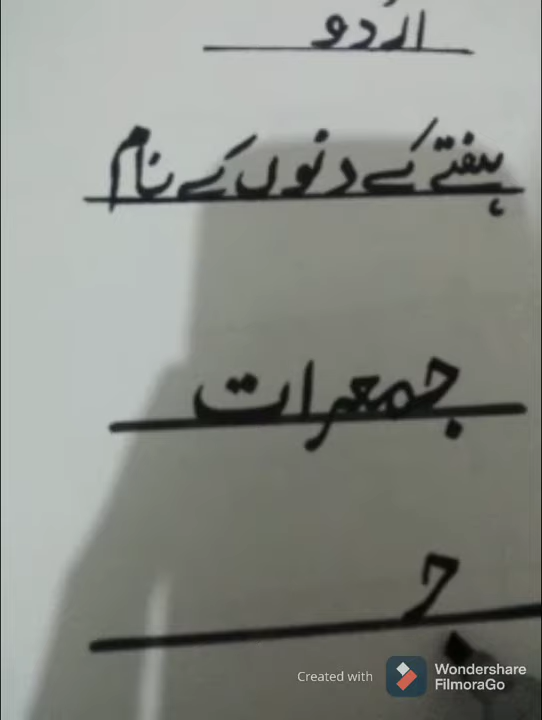 اردو
ہفتے کے دنوں کے نام
جمعرات
ج
Created with Wondershare FilmoraGo